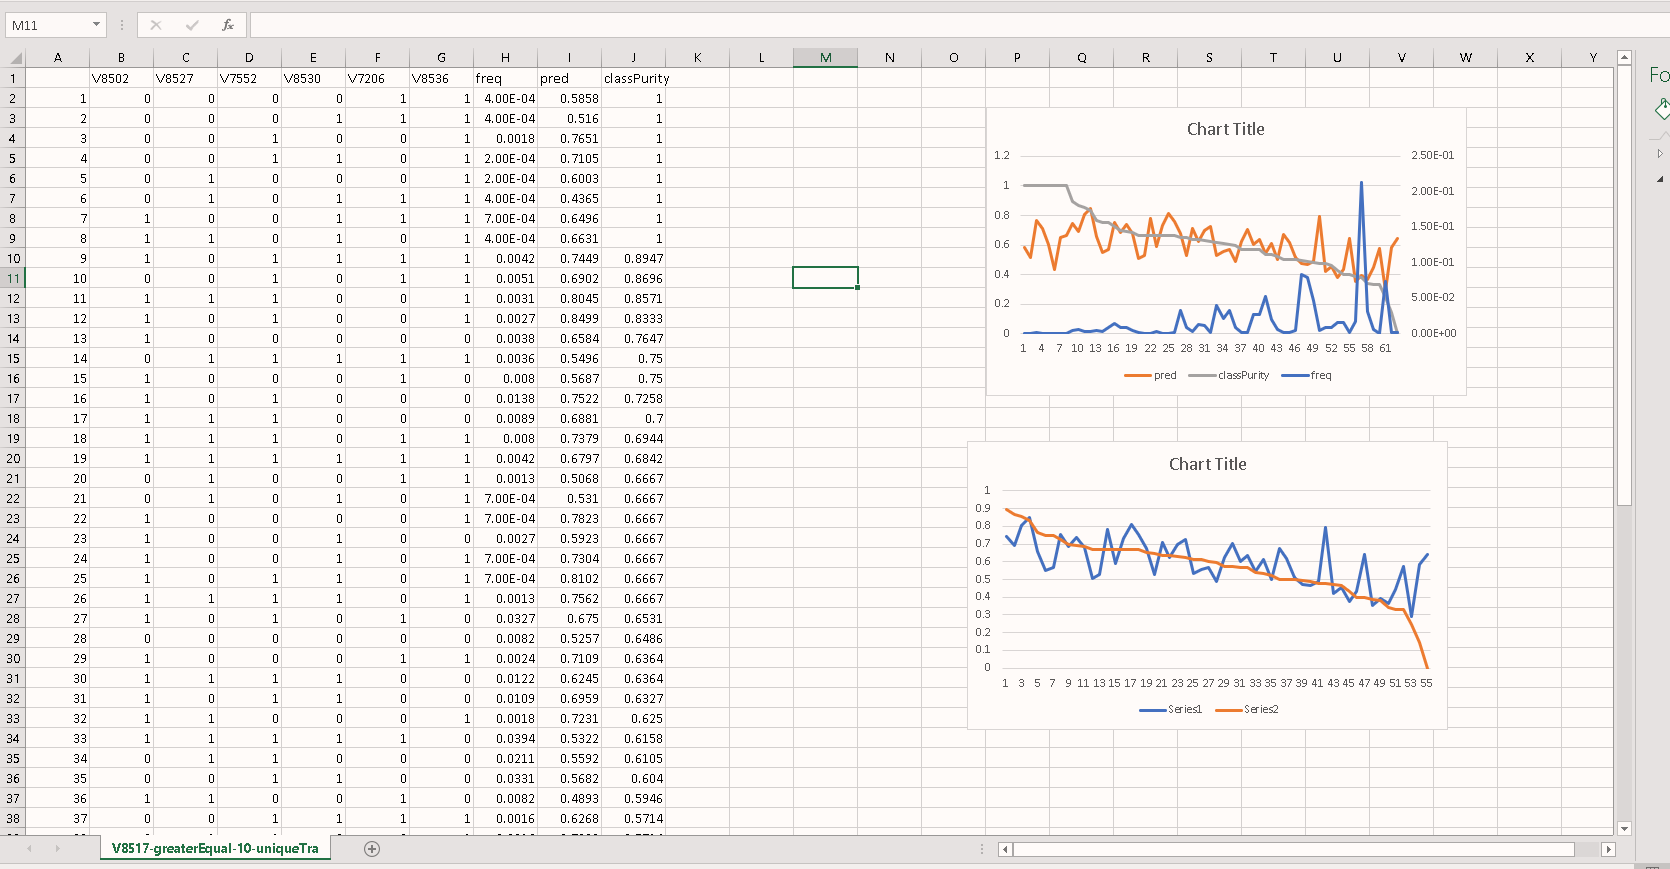 M11
fx
A B C D E F G H I J K L M N O P Q R S T U V W X Y
Fo
1 V8502 V8527 V7552 V8530 V7206 V8536 freq pred classPurity
2 1 0 0 0 0 1 1 4.00E-04 0.5858 1
3 2 0 0 0 1 1 1 4.00E-04 0.516 1
4 3 0 0 1 0 0 1 0.0018 0.7651 1
5 4 0 0 1 1 0 1 2.00E-04 0.7105 1
6 5 0 1 0 0 0 1 2.00E-04 0.6003 1
7 6 0 1 0 1 1 1 4.00E-04 0.4365 1
8 7 1 0 0 1 1 1 7.00E-04 0.6496 1
9 8 1 1 0 1 0 1 4.00E-04 0.6631 1
10 9 1 0 1 1 1 1 0.0042 0.7449 0.8947
11 10 0 0 1 0 1 1 0.0051 0.6902 0.8696
12 11 1 1 1 0 0 1 0.0031 0.8045 0.8571
13 12 1 0 1 0 0 1 0.0027 0.8499 0.8333
14 13 1 0 0 0 0 0 0.0038 0.6584 0.7647
15 14 0 1 1 1 1 1 0.0036 0.5496 0.75
16 15 1 0 0 0 1 0 0.008 0.5687 0.75
17 16 1 0 1 0 0 0 0.0138 0.7522 0.7258
18 17 1 1 1 0 0 0 0.0089 0.6881 0.7
19 18 1 1 1 0 1 1 0.008 0.7379 0.6944
20 19 1 1 1 1 1 1 0.0042 0.6797 0.6842
21 20 0 1 0 0 1 1 0.0013 0.5068 0.6667
22 21 0 1 0 1 0 1 7.00E-04 0.531 0.6667
23 22 1 0 0 0 0 1 7.00E-04 0.7823 0.6667
24 23 1 0 0 1 0 0 0.0027 0.5923 0.6667
25 24 1 0 0 1 0 1 7.00E-04 0.7304 0.6667
26 25 1 0 1 1 0 1 7.00E-04 0.8102 0.6667
27 26 1 1 1 1 0 1 0.0013 0.7562 0.6667
28 27 1 0 1 0 1 0 0.0327 0.675 0.6531
29 28 0 0 0 0 0 0 0.0082 0.5257 0.6486
30 29 1 0 0 0 1 1 0.0024 0.7109 0.6364
31 30 1 1 1 1 0 0 0.0122 0.6245 0.6364
32 31 1 0 1 1 0 0 0.0109 0.6959 0.6327
33 32 1 1 0 0 0 1 0.0018 0.7231 0.625
34 33 1 1 1 1 1 0 0.0394 0.5322 0.6158
35 34 0 1 1 0 0 0 0.0211 0.5592 0.6105
36 35 0 0 1 1 0 0 0.0331 0.5682 0.604
37 36 1 1 0 0 1 0 0.0082 0.4893 0.5946
38 37 0 0 1 1 1 1 0.0016 0.6268 0.5714
Chart Title
1.2 2.50E-01
1 2.00E-01
0.8 1.50E-01
0.6 1.00E-01
0.4 5.00E-02
0.2
0 0.00E+00
1 4 7 10 13 16 19 22 25 28 31 34 37 40 43 46 49 52 55 58 61
pred classPurity freq
Chart Title
1
0.9
0.8
0.7
0.6
0.5
0.4
0.3
0.2
0.1
0
1 3 5 7 9 11 13 15 17 19 21 23 25 27 29 31 33 35 37 39 41 43 45 47 49 51 53 55
Series1 Series2
V8517-greaterEqual-10-uniqueTra